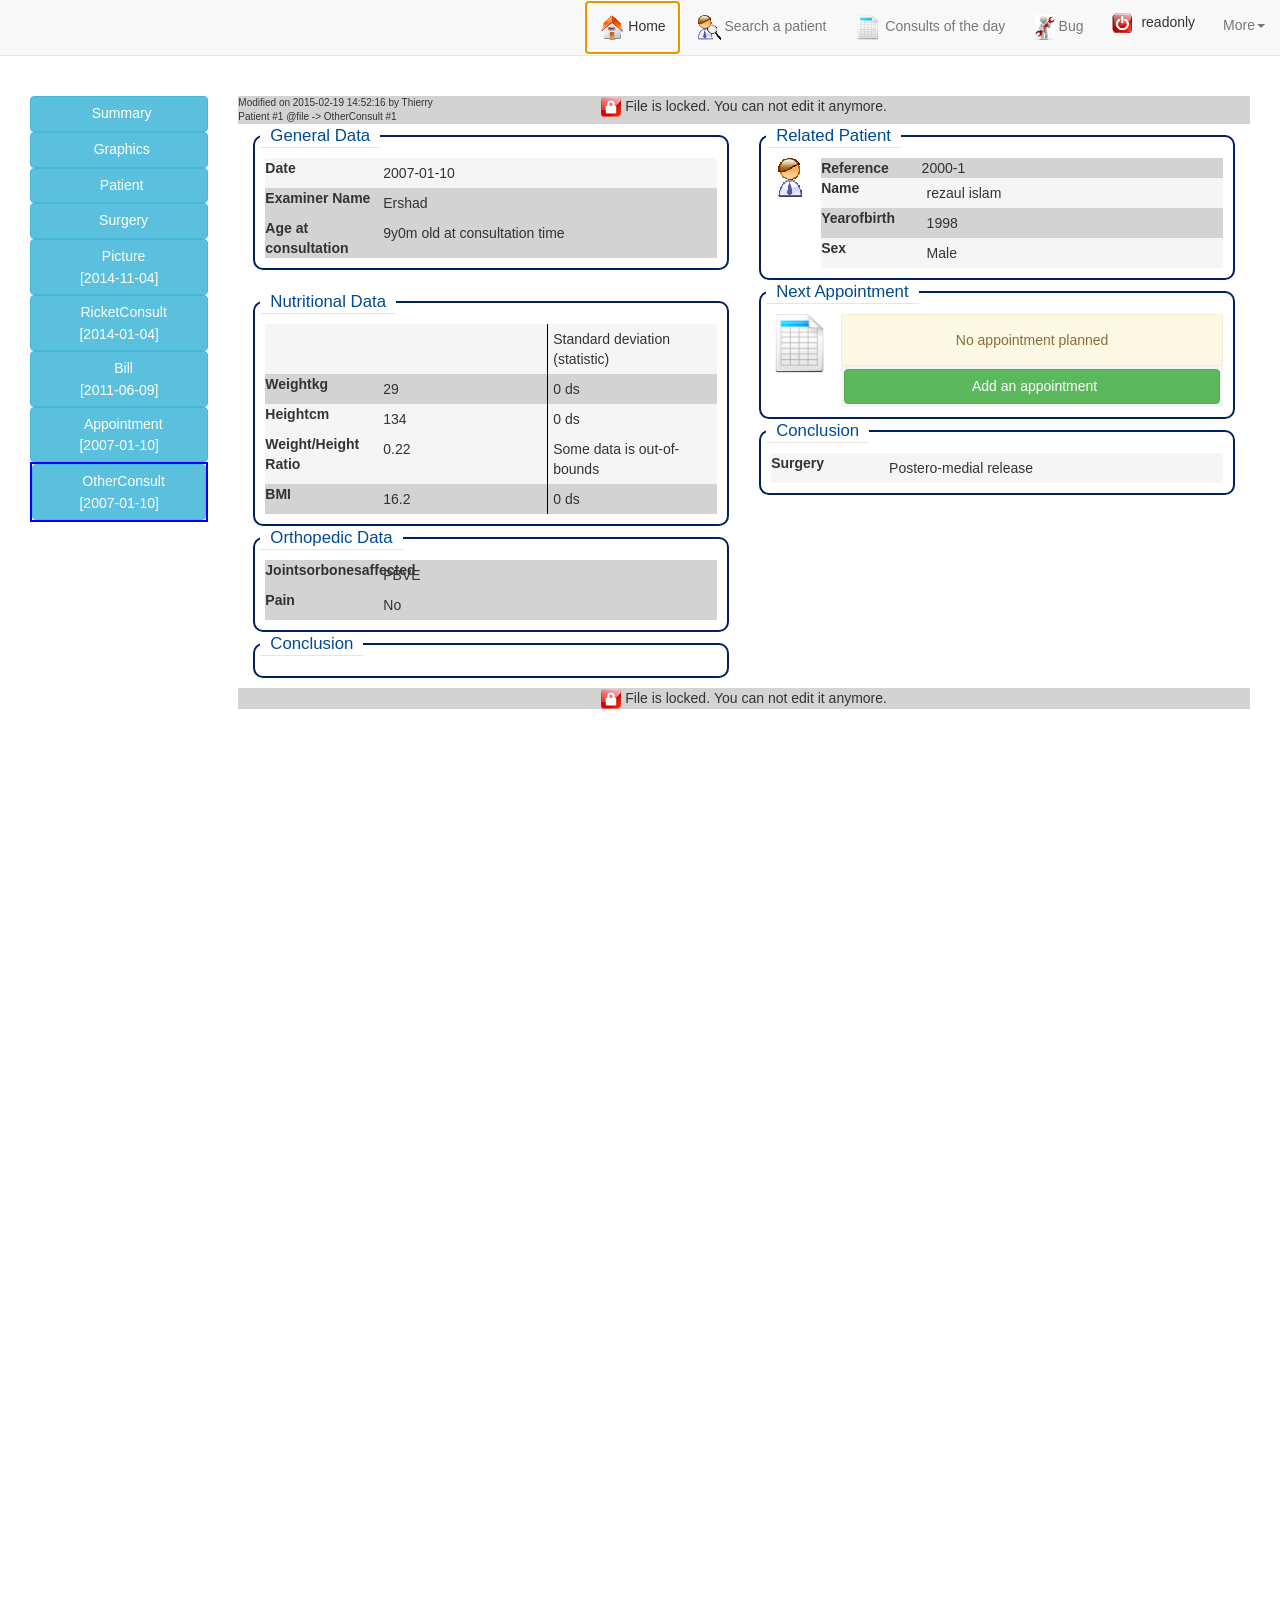 Home
Search a patient
Consults of the day
Bug
readonly
More
Summary
Graphics
Patient
Surgery
Picture
[2014-11-04]
RicketConsult
[2014-01-04]
Bill
[2011-06-09]
Appointment
[2007-01-10]
OtherConsult
[2007-01-10]
Modified on 2015-02-19 14:52:16 by Thierry
Patient #1 @file -> OtherConsult #1
File is locked. You can not edit it anymore.
General Data
Date 2007-01-10
Examiner Name Ershad
Age at
consultation
9y0m old at consultation time
Nutritional Data
Standard deviation
(statistic)
Weightkg 29 0 ds
Heightcm 134 0 ds
Weight/Height
Ratio
0.22
Some data is out-of-
bounds
BMI 16.2 0 ds
Orthopedic Data
Jointsorbonesaffected PBVE
Pain No
Conclusion
Related Patient
Reference 2000-1
Name rezaul islam
Yearofbirth 1998
Sex Male
Next Appointment
No appointment planned
Add an appointment
Conclusion
Surgery Postero-medial release
File is locked. You can not edit it anymore.